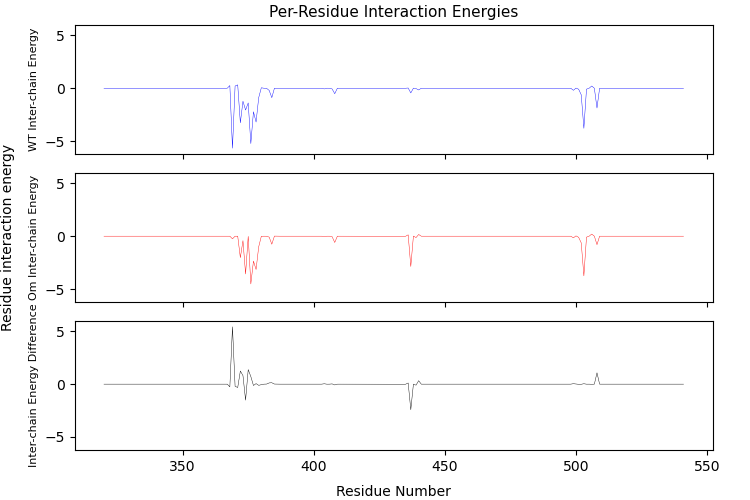 Per-Residue Interaction Energies
Residue interaction energy
WT Inter-chain Energy
5
0
−5
Om Inter-chain Energy
5
0
−5
Inter-chain Energy Difference
5
0
−5
350
400
450
500
550
Residue Number